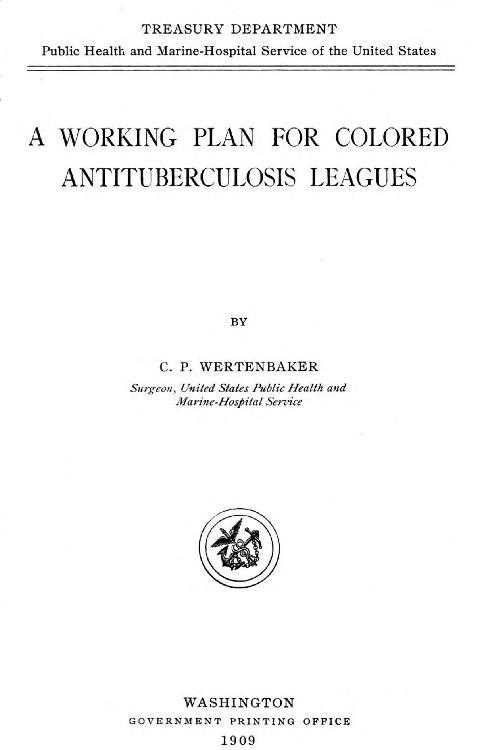 TREASURY DEPARTMENT
Public Health and Marine-Hospital Service of the United States
A WORKING PLAN FOR COLORED
ANTITUBERCULOSIS LEAGUES
BY
C. P. WERTENBAKER
Surgeon, United States Public Health and
Marine-Hospital Service
WASHINGTON
GOVERNMENT PRINTING OFFICE
1909